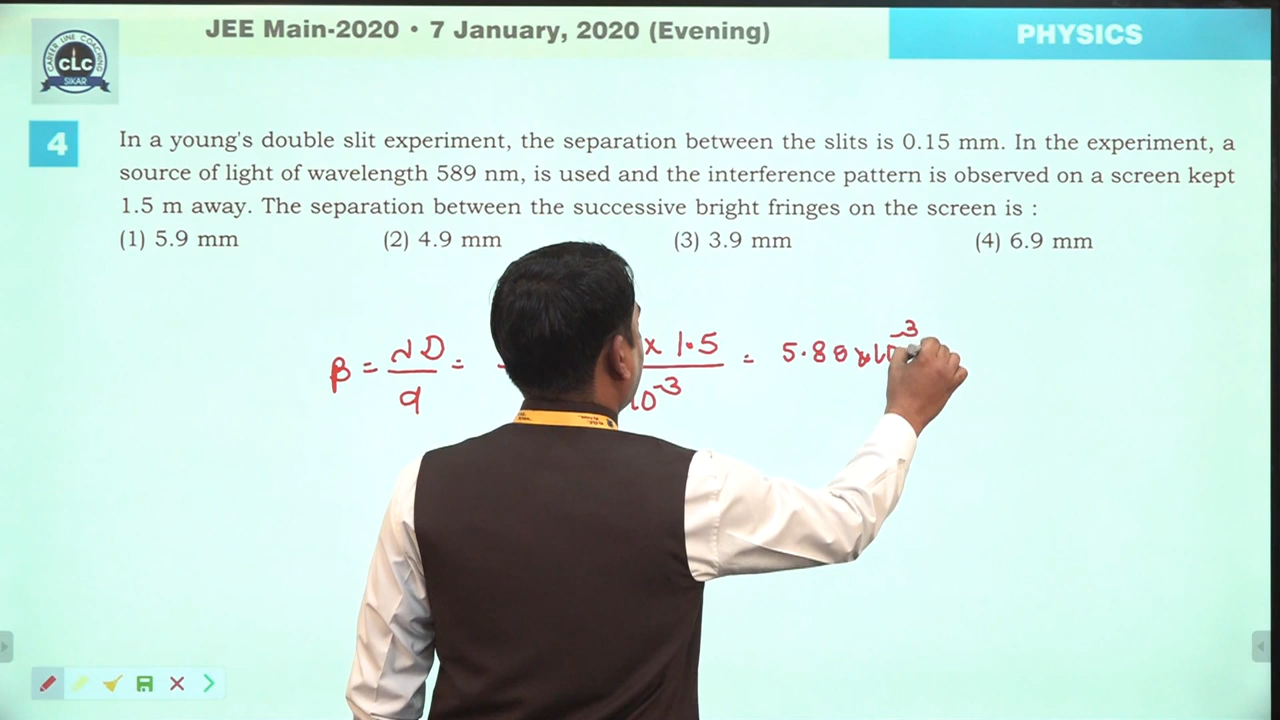 JEE Main-2020 • 7 January, 2020 (Evening)
PHYSICS
CAREER LINE COACHING
CLC
SIKAR
4
In a young's double slit experiment, the separation between the slits is 0.15 mm. In the experiment, a
source of light of wavelength 589 nm, is used and the interference pattern is observed on a screen kept
1.5 m away. The separation between the successive bright fringes on the screen is :
(1) 5.9 mm (2) 4.9 mm (3) 3.9 mm (4) 6.9 mm
β = λD/d = x 1.5 / 10^-3 = 5.8 x 10^-3